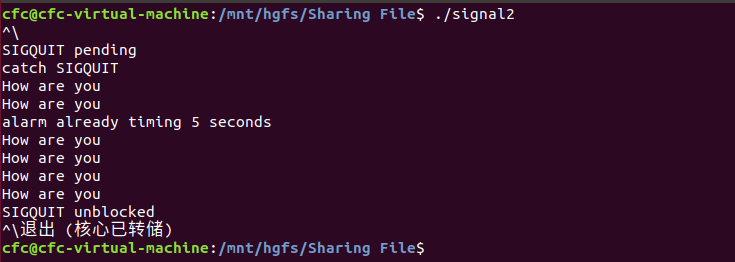 cfc@cfc-virtual-machine:/mnt/hgfs/Sharing File$ ./signal2
^\
SIGQUIT pending
catch SIGQUIT
How are you
How are you
alarm already timing 5 seconds
How are you
How are you
How are you
How are you
SIGQUIT unblocked
^\退出 (核心已转储)
cfc@cfc-virtual-machine:/mnt/hgfs/Sharing File$